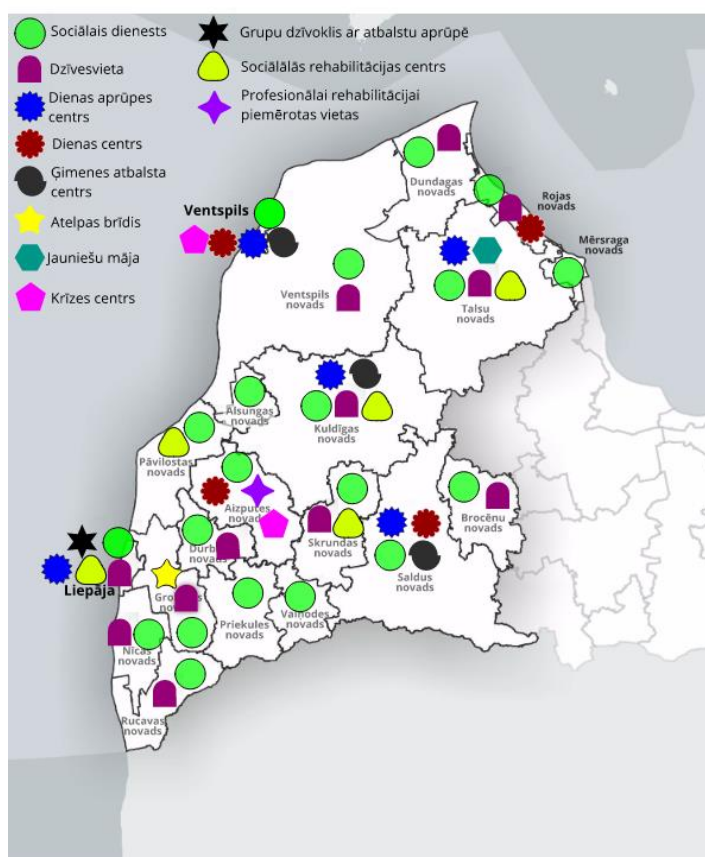 Sociālais dienests
Dzīvesvieta
Dienas aprūpes
centrs
Dienas centrs
Ģimenes atbalsta
centrs
Atelpas brīdis
Jauniešu māja
Krīzes centrs
Grupu dzīvoklis ar atbalstu aprūpē
Sociālālās rehabilitācijas centrs
Profesionālai rehabilitācijai
piemērotas vietas
Dundagas
novads
Rojas
novads
Ventspils
Mērsraga
novads
Ventspils
novads
Talsu
novads
Alsungas
novads
Kuldīgas
novads
Pāvilostas
novads
Aizputes
novads
Brocēnu
novads
Skrundas
novads
Durb
novads
Saldus
novads
Liepāja
Gro
novads
Priekules
novads
Vaiņodes
novads
Nīcas
novads
Rucavas
novads